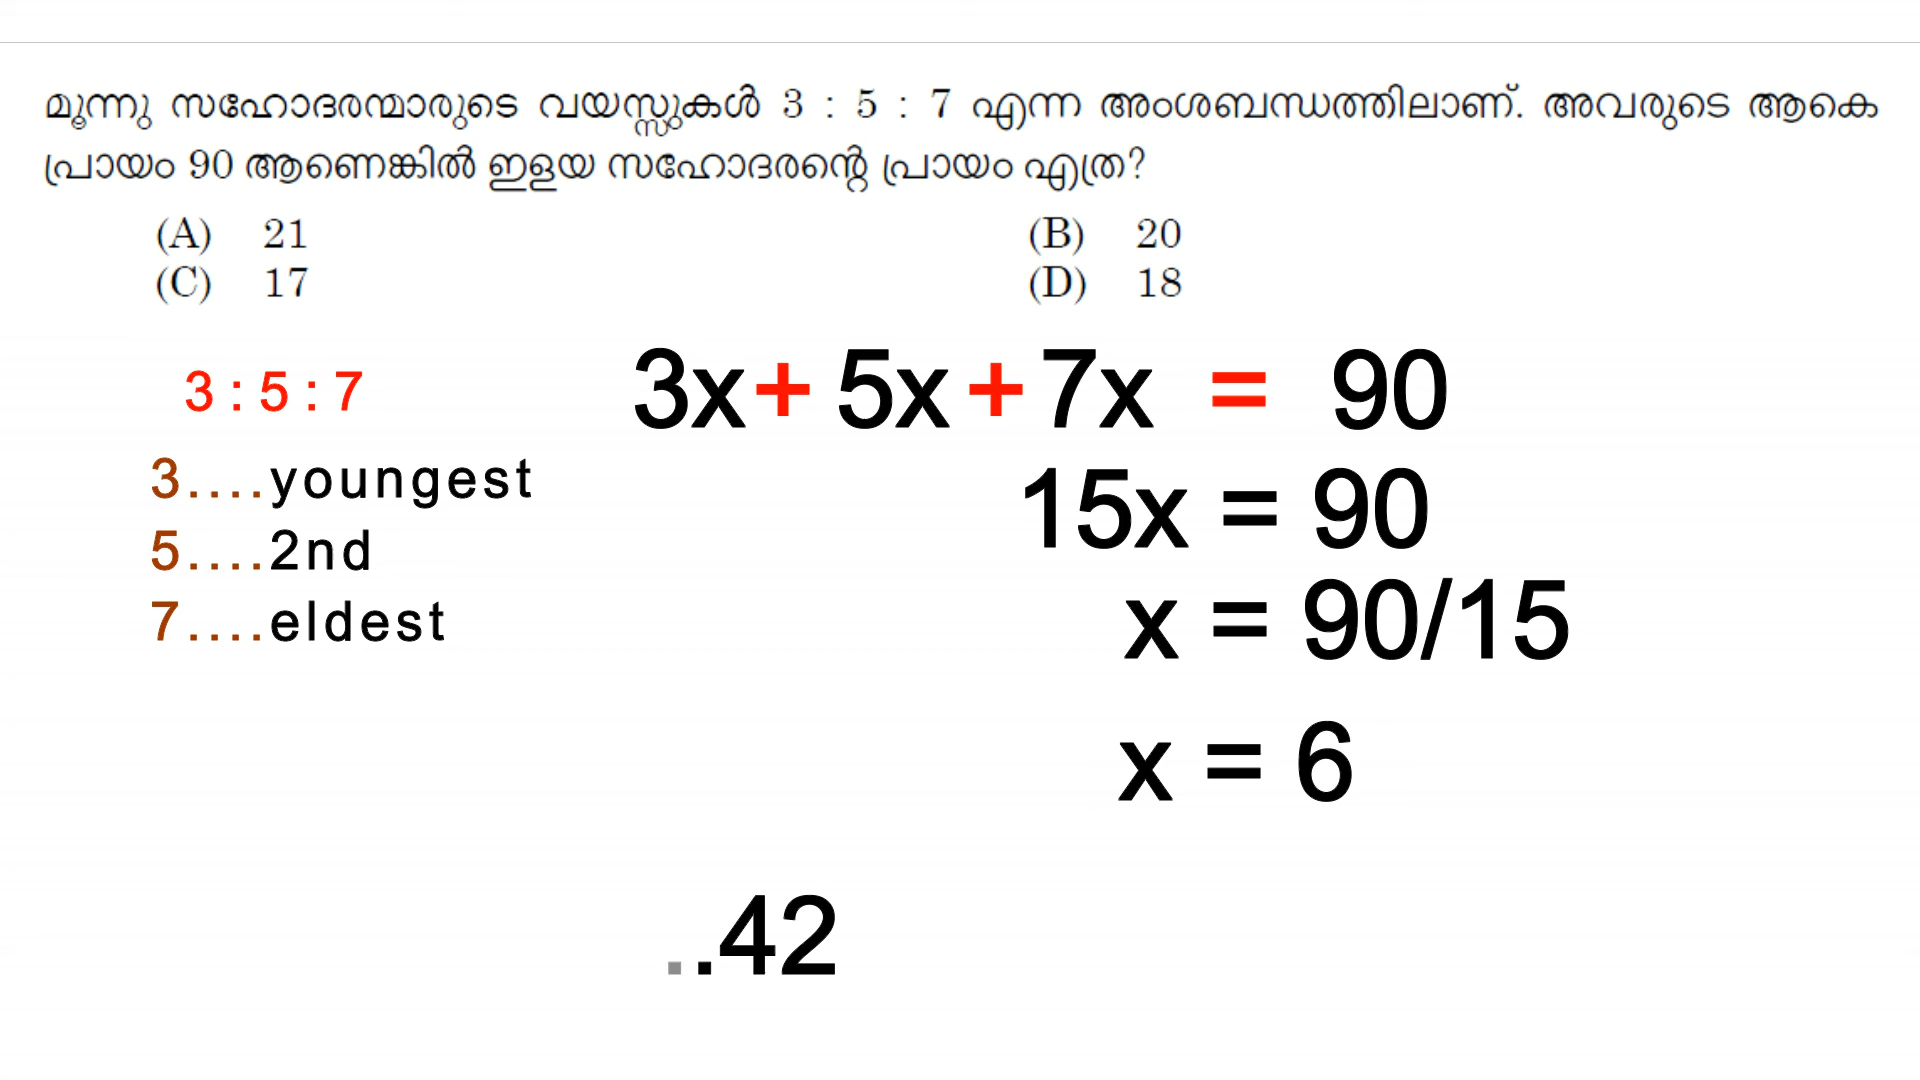 മൂന്നു സഹോദരന്മാരുടെ വയസ്സുകൾ 3 : 5 : 7 എന്ന അംശബന്ധത്തിലാണ്. അവരുടെ ആകെ
പ്രായം 90 ആണെങ്കിൽ ഇളയ സഹോദരന്റെ പ്രായം എത്ര?
(A) 21 (B) 20
(C) 17 (D) 18
3 : 5 : 7
3x + 5x + 7x = 90
3....youngest
15x = 90
5....2nd
7....eldest
x = 90/15
x = 6
..42